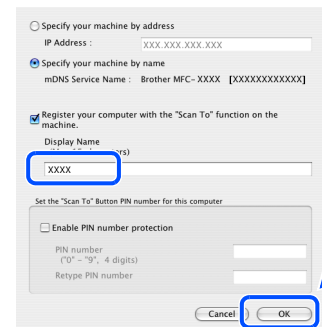 Specify your machine by address
IP Address :
XXX.XXX.XXX.XXX
Specify your machine by name
mDNS Service Name : Brother MFC-XXXX [XXXXXXXXXXXX]
Register your computer with the "Scan To" function on the
machine.
Display Name
XXXX
Set the "Scan To" Button PIN number for this computer
Enable PIN number protection
PIN number
("0" – "9", 4 digits)
Retype PIN number
Cancel
OK